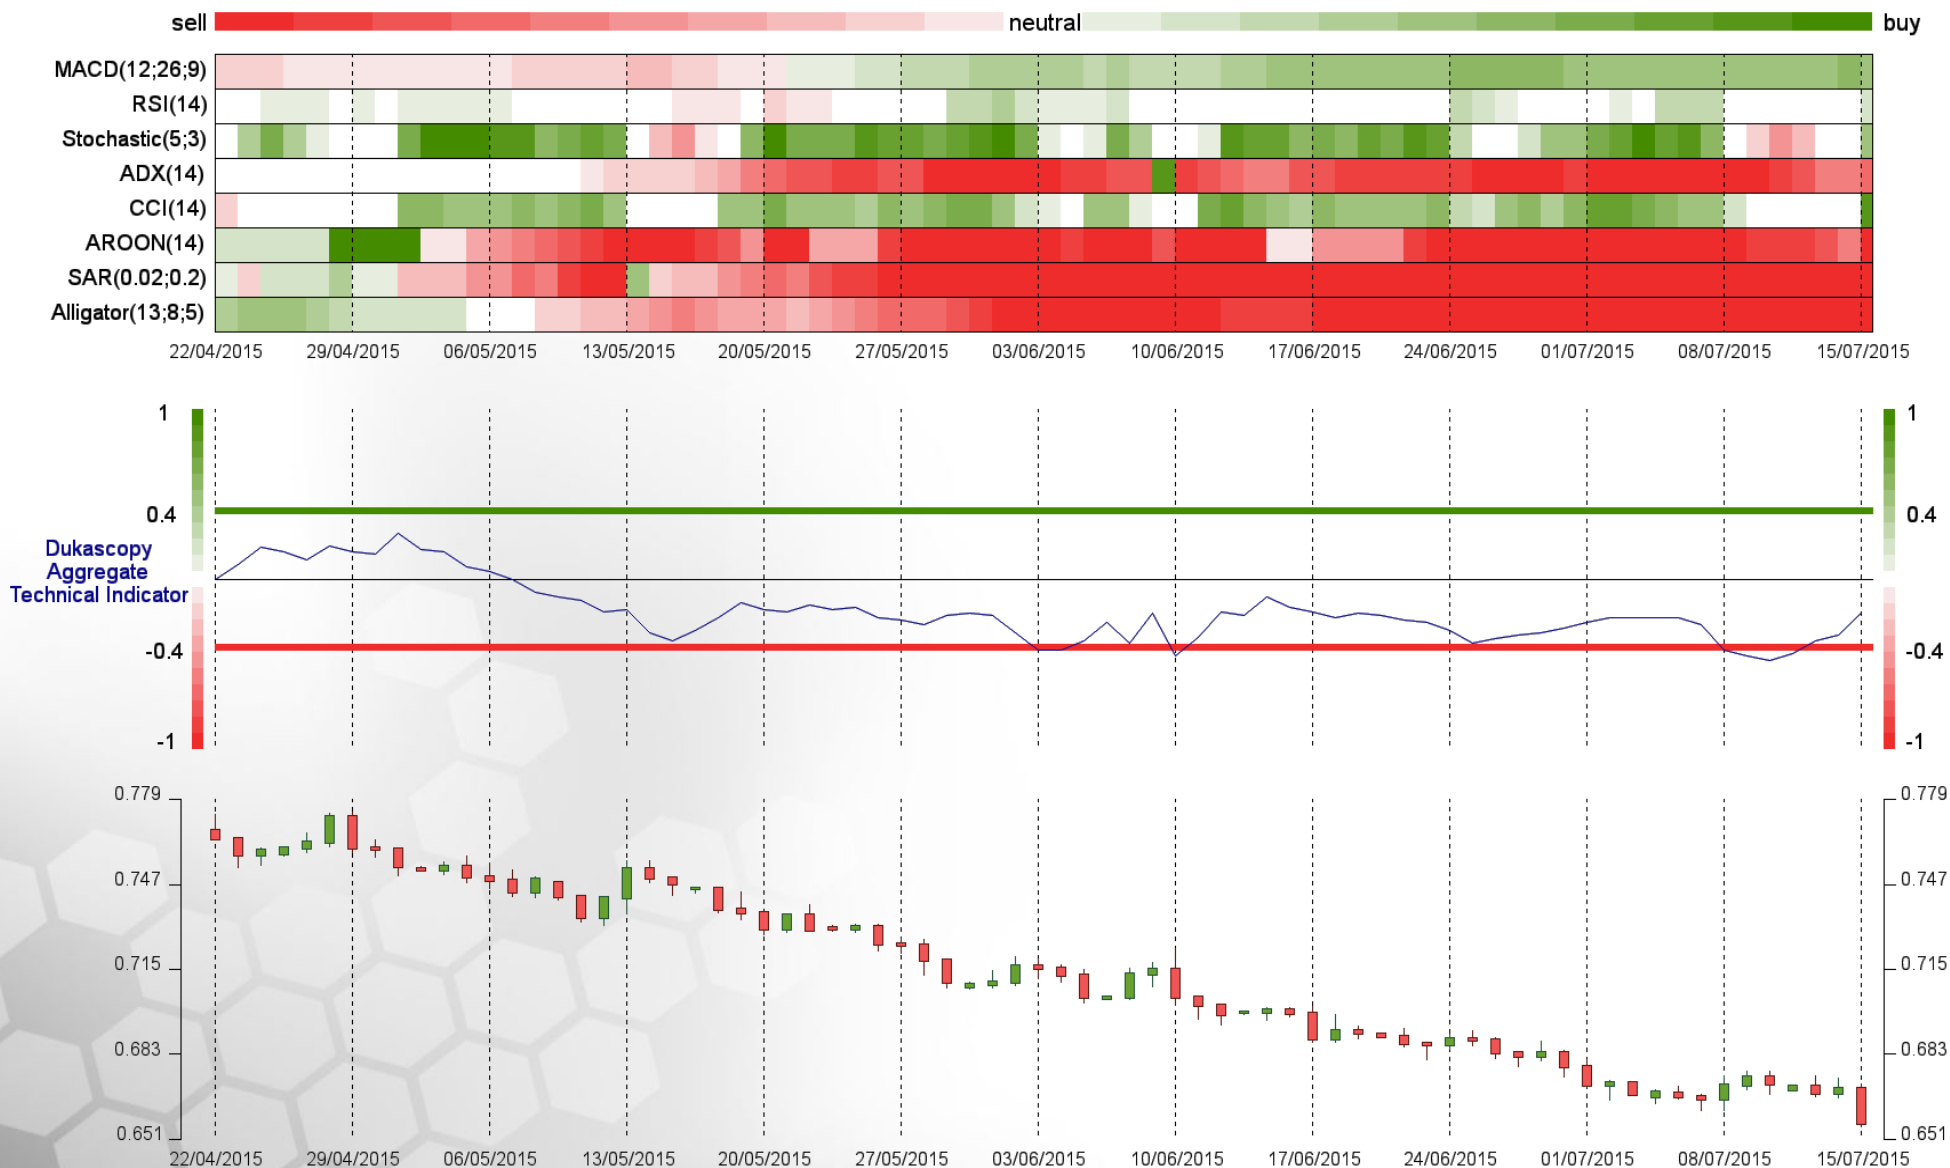 sell neutral buy
MACD(12;26;9)
RSI(14)
Stochastic(5;3)
ADX(14)
CCI(14)
AROON(14)
SAR(0.02;0.2)
Alligator(13;8;5)
22/04/2015 29/04/2015 06/05/2015 13/05/2015 20/05/2015 27/05/2015 03/06/2015 10/06/2015 17/06/2015 24/06/2015 01/07/2015 08/07/2015 15/07/2015
1 1
0.4 0.4
Dukascopy
Aggregate
Technical Indicator
-0.4 -0.4
-1 -1
0.779 0.779
0.747 0.747
0.715 0.715
0.683 0.683
0.651 0.651
22/04/2015 29/04/2015 06/05/2015 13/05/2015 20/05/2015 27/05/2015 03/06/2015 10/06/2015 17/06/2015 24/06/2015 01/07/2015 08/07/2015 15/07/2015